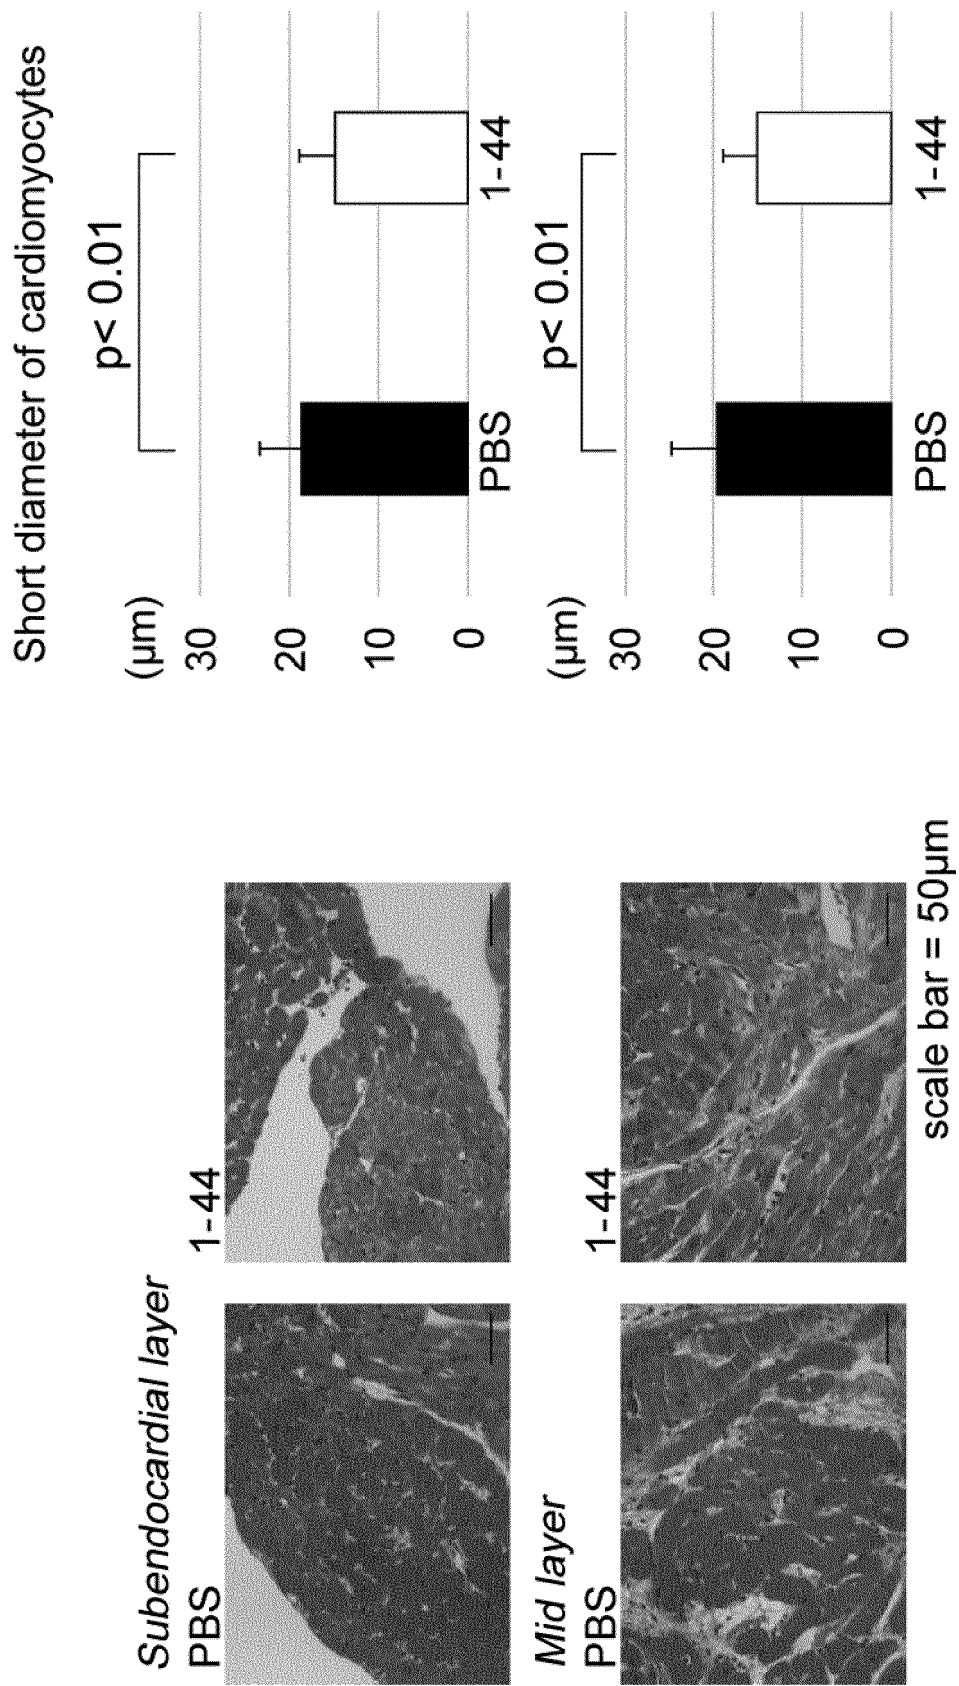 Short diameter of cardiomyocytes
Subendocardial layer
PBS
1-44
(μm)
30
20
10
0
p< 0.01
PBS
1-44
Mid layer
PBS
1-44
scale bar = 50μm
(μm)
30
20
10
0
p< 0.01
PBS
1-44